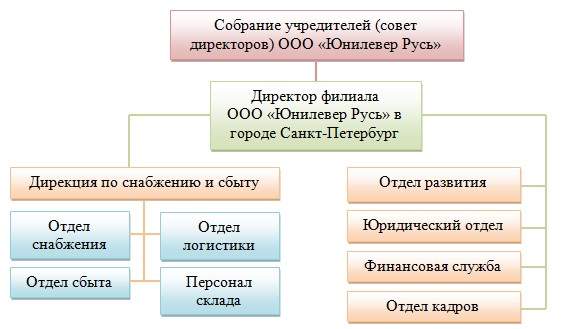 Собрание учредителей (совет
директоров) ООО «Юнилевер Русь»
Директор филиала
ООО «Юнилевер Русь» в
городе Санкт-Петербург
Дирекция по снабжению и сбыту
Отдел
снабжения
Отдел
логистики
Отдел сбыта
Персонал
склада
Отдел развития
Юридический отдел
Финансовая служба
Отдел кадров